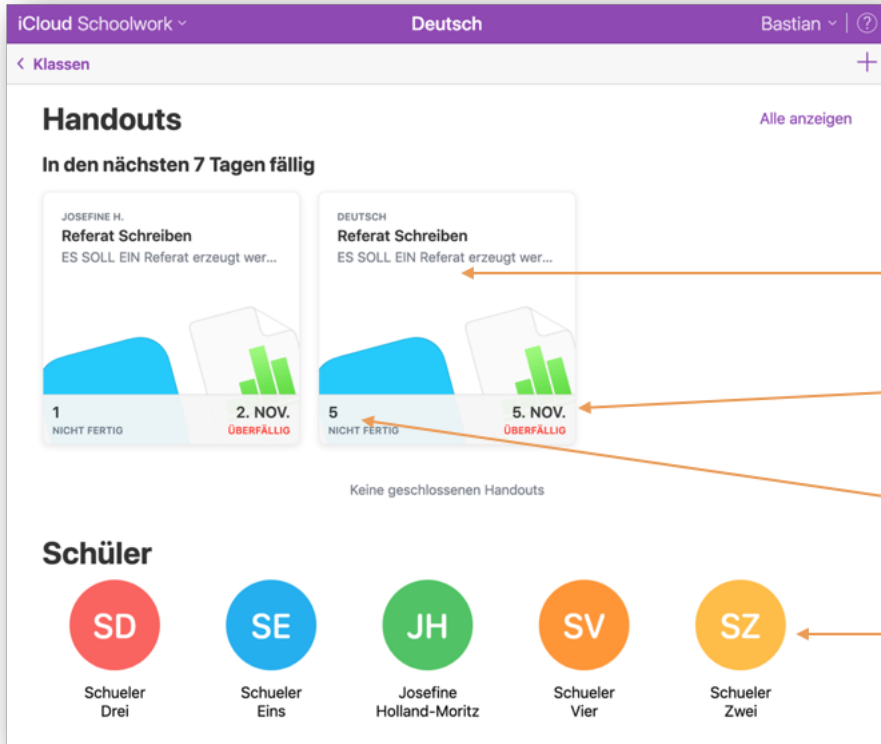 iCloud Schoolwork
Deutsch
Bastian
?
Klassen
Handouts
Alle anzeigen
In den nächsten 7 Tagen fällig
JOSEFINE H.
Referat Schreiben
ES SOLL EIN Referat erzeugt wer...
1
NICHT FERTIG
2. NOV.
ÜBERFÄLLIG
DEUTSCH
Referat Schreiben
ES SOLL EIN Referat erzeugt wer...
5
NICHT FERTIG
5. NOV.
ÜBERFÄLLIG
Keine geschlossenen Handouts
Schüler
SD
SE
JH
SV
SZ
Schueler
Drei
Schueler
Eins
Josefine
Holland-Moritz
Schueler
Vier
Schueler
Zwei